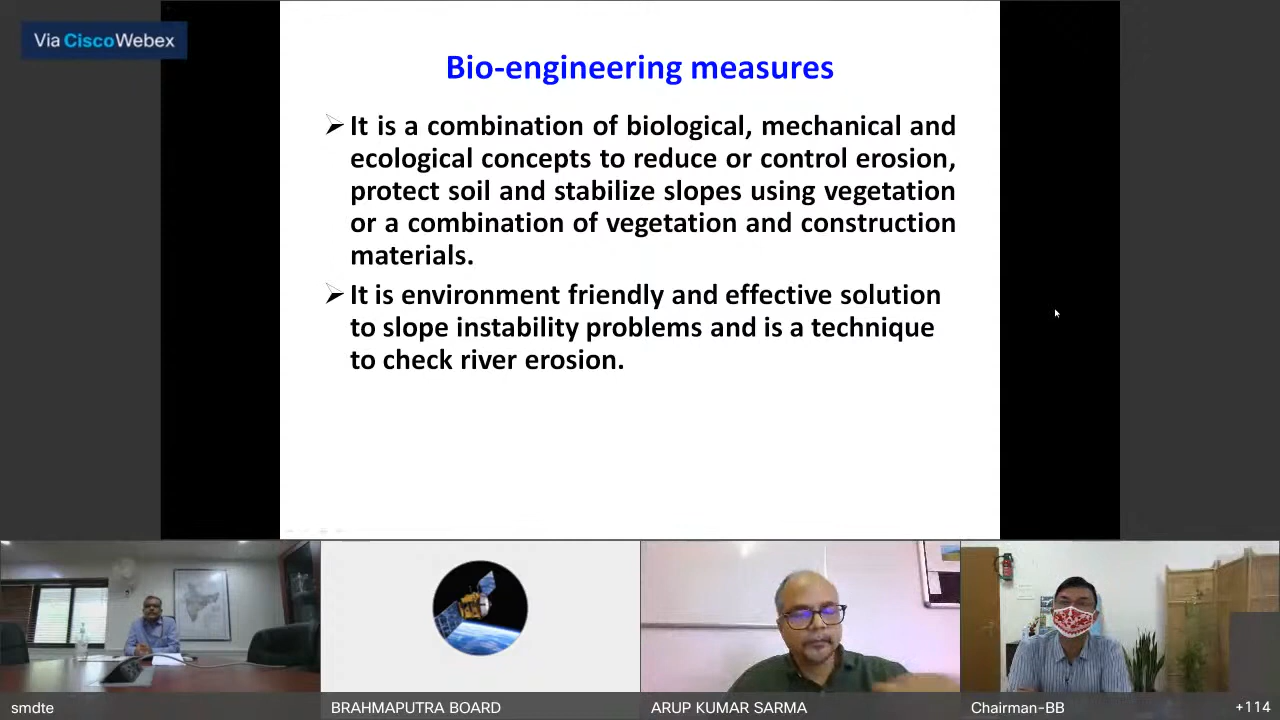 Via CiscoWebex
Bio-engineering measures
It is a combination of biological, mechanical and
ecological concepts to reduce or control erosion,
protect soil and stabilize slopes using vegetation
or a combination of vegetation and construction
materials.
It is environment friendly and effective solution
to slope instability problems and is a technique
to check river erosion.
smdte
BRAHMAPUTRA BOARD
ARUP KUMAR SARMA
Chairman-BB
+114